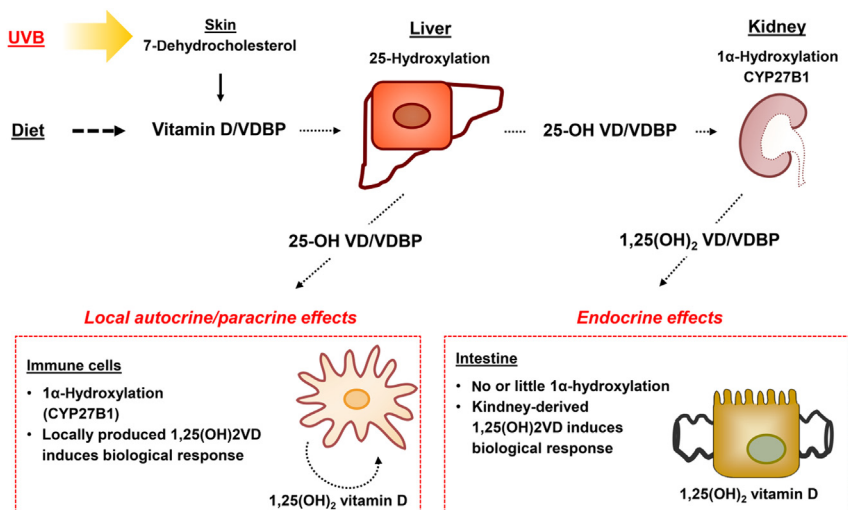 UVB
Skin
7-Dehydrocholesterol
Liver
25-Hydroxylation
Kidney
1α-Hydroxylation
CYP27B1
Diet
Vitamin D/VDBP
25-OH VD/VDBP
25-OH VD/VDBP
1,25(OH)₂ VD/VDBP
Local autocrine/paracrine effects
Immune cells
• 1α-Hydroxylation
(CYP27B1)
• Locally produced 1,25(OH)2VD
induces biological response
1,25(OH)₂ vitamin D
Endocrine effects
Intestine
• No or little 1α-hydroxylation
• Kindney-derived
1,25(OH)2VD induces
biological response
1,25(OH)₂ vitamin D